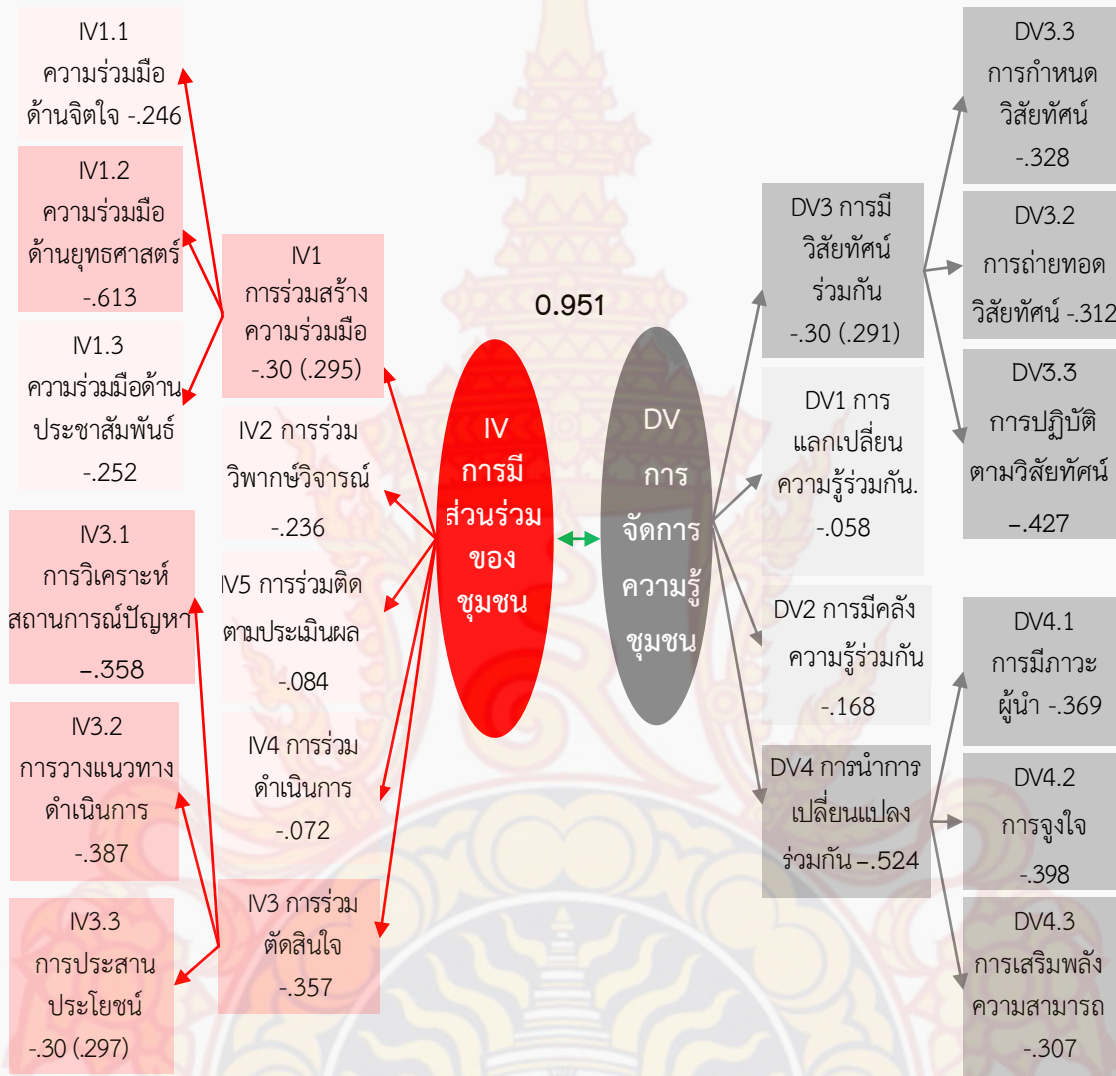 IV1.1
ความร่วมมือ
ด้านจิตใจ -.246
IV1.2
ความร่วมมือ
ด้านยุทธศาสตร์
-.613
IV1.3
ความร่วมมือด้าน
ประชาสัมพันธ์
-.252
IV3.1
การวิเคราะห์
สถานการณ์ปัญหา
-.358
IV3.2
การวางแนวทาง
ดำเนินการ
-.387
IV3.3
การประสาน
ประโยชน์
-.30 (.297)
IV1
การร่วมสร้าง
ความร่วมมือ
-.30 (.295)
IV2 การร่วม
วิพากษ์วิจารณ์
-.236
IV5 การร่วมติด
ตามประเมินผล
-.084
IV4 การร่วม
ดำเนินการ
-.072
IV3 การร่วม
ตัดสินใจ
-.357
0.951
IV
การมี
ส่วนร่วม
ของ
ชุมชน
DV
การ
จัดการ
ความรู้
ชุมชน
DV3 การมี
วิสัยทัศน์
ร่วมกัน
-.30 (.291)
DV1 การ
แลกเปลี่ยน
ความรู้ร่วมกัน.
-.058
DV2 การมีคลัง
ความรู้ร่วมกัน
-.168
DV4 การนำการ
เปลี่ยนแปลง
ร่วมกัน –.524
DV3.3
การกำหนด
วิสัยทัศน์
-.328
DV3.2
การถ่ายทอด
วิสัยทัศน์ -.312
DV3.3
การปฏิบัติ
ตามวิสัยทัศน์
–.427
DV4.1
การมีภาวะ
ผู้นำ -.369
DV4.2
การจูงใจ
-.398
DV4.3
การเสริมพลัง
ความสามารถ
-.307